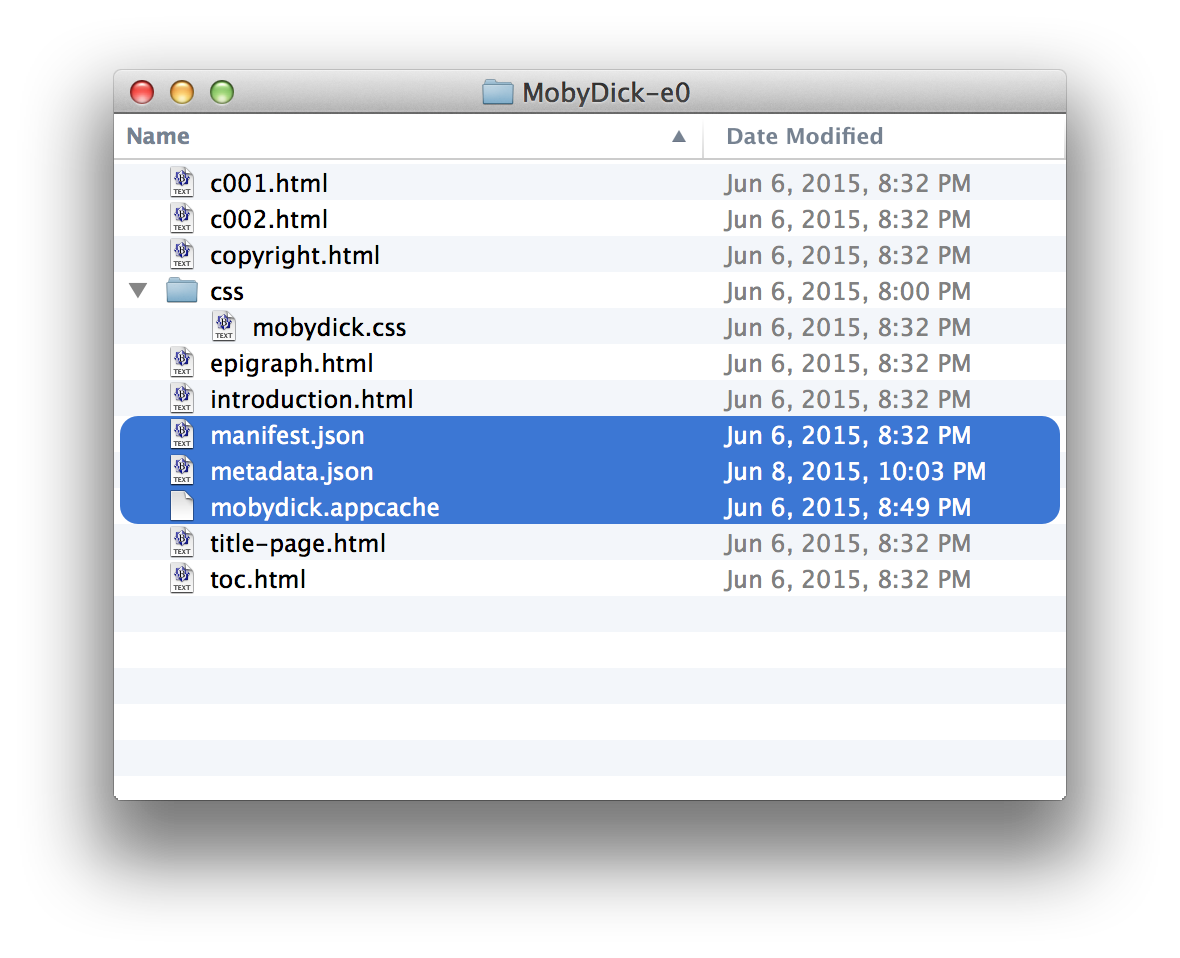 MobyDick-e0
Name Date Modified
c001.html Jun 6, 2015, 8:32 PM
c002.html Jun 6, 2015, 8:32 PM
copyright.html Jun 6, 2015, 8:32 PM
css Jun 6, 2015, 8:00 PM
mobydick.css Jun 6, 2015, 8:32 PM
epigraph.html Jun 6, 2015, 8:32 PM
introduction.html Jun 6, 2015, 8:32 PM
manifest.json Jun 6, 2015, 8:32 PM
metadata.json Jun 8, 2015, 10:03 PM
mobydick.appcache Jun 6, 2015, 8:49 PM
title-page.html Jun 6, 2015, 8:32 PM
toc.html Jun 6, 2015, 8:32 PM